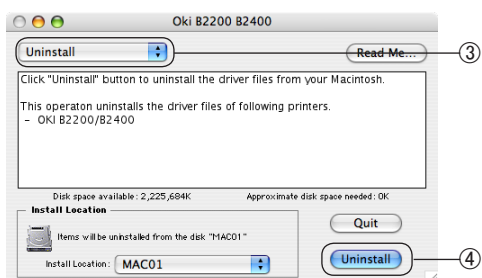 Oki B2200 B2400
Uninstall
Read Me...
③
Click "Uninstall" button to uninstall the driver files from your Macintosh.
This operaton uninstalls the driver files of following printers.
- OKI B2200/B2400
Disk space available: 2,225,684K Approximate disk space needed: 0K
Install Location
Items will be uninstalled from the disk "MAC01"
Quit
Install Location: MAC01
Uninstall
④